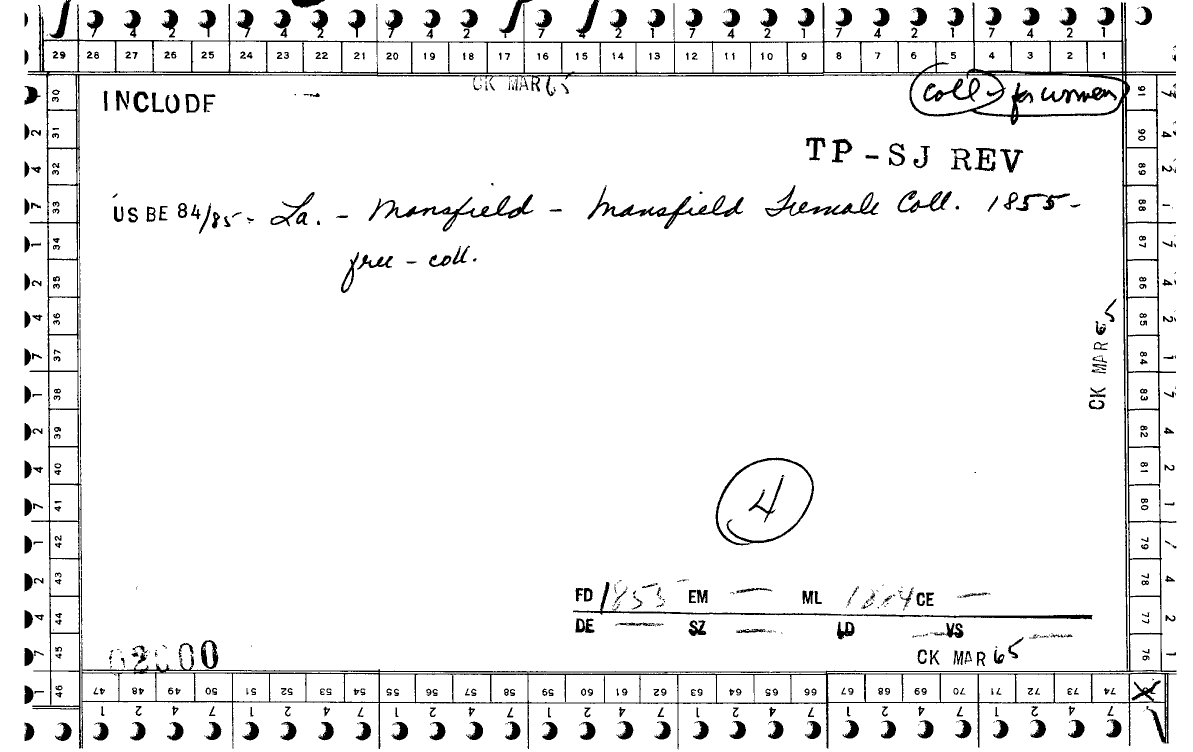 7 4 2 1 7 4 2 1 7 4 2 1 7 4 2 1 7 4 2 1 7 4 2 1 7 4 2 1
29 28 27 26 25 24 23 22 21 20 19 18 17 16 15 14 13 12 11 10 9 8 7 6 5 4 3 2 1
CK MAR 65
INCLUDE
coll - for women
TP-SJ REV
US BE 84/85 - La. - Mansfield - Mansfield Female Coll. 1855-
free - coll.
CK MAR 65
4
FD 1855 EM — ML 1884 CE —
DE — SZ — LD — VS —
CK MAR 65
30 31 32 33 34 35 36 37 38 39 40 41 42 43 44 45 46
91 90 89 88 87 86 85 84 83 82 81 80 79 78 77 76
47 48 49 50 51 52 53 54 55 56 57 58 59 60 61 62 63 64 65 66 67 68 69 70 71 72 73 74
1 2 4 7 1 2 4 7 1 2 4 7 1 2 4 7 1 2 4 7 1 2 4 7 1 2 4 7